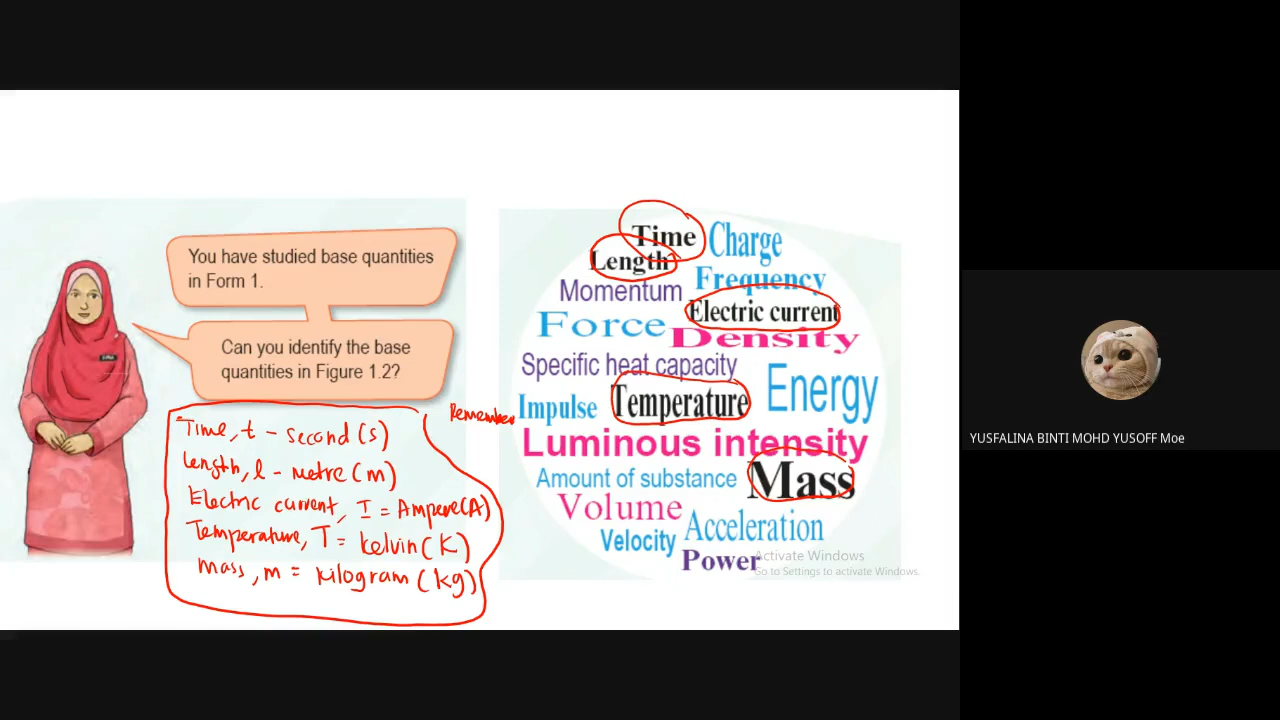 You have studied base quantities
in Form 1.
Can you identify the base
quantities in Figure 1.2?
Time, t - second (s)
length, l - metre (m)
Electric current, I = Ampere (A)
Temperature, T = kelvin (K)
mass, m = kilogram (kg)
Remember
Time
Charge
Length
Frequency
Momentum
Electric current
Force
Density
Specific heat capacity
Energy
Impulse
Temperature
Luminous intensity
Amount of substance
Mass
Volume
Acceleration
Velocity
Power
Activate Windows
Go to Settings to activate Windows.
YUSFALINA BINTI MOHD YUSOFF Moe